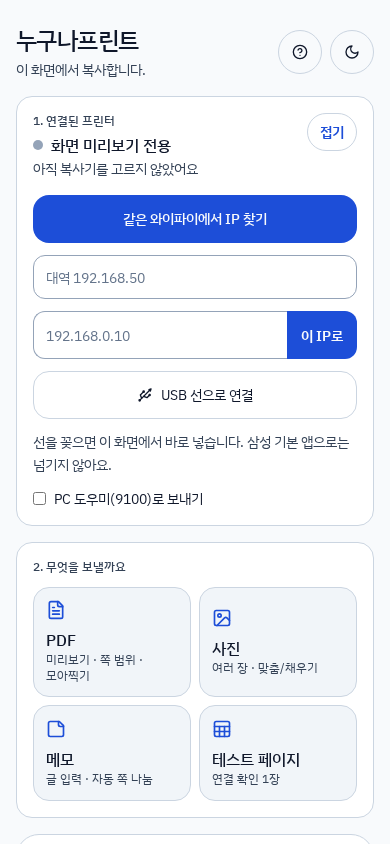 누구나프린트
이 화면에서 복사합니다.
1. 연결된 프린터
접기
화면 미리보기 전용
아직 복사기를 고르지 않았어요
같은 와이파이에서 IP 찾기
대역 192.168.50
192.168.0.10
이 IP로
USB 선으로 연결
선을 꽂으면 이 화면에서 바로 넣습니다. 삼성 기본 앱으로는
넘기지 않아요.
PC 도우미(9100)로 보내기
2. 무엇을 보낼까요
PDF
미리보기 · 쪽 범위 ·
모아찍기
사진
여러 장 · 맞춤/채우기
메모
글 입력 · 자동 쪽 나눔
테스트 페이지
연결 확인 1장